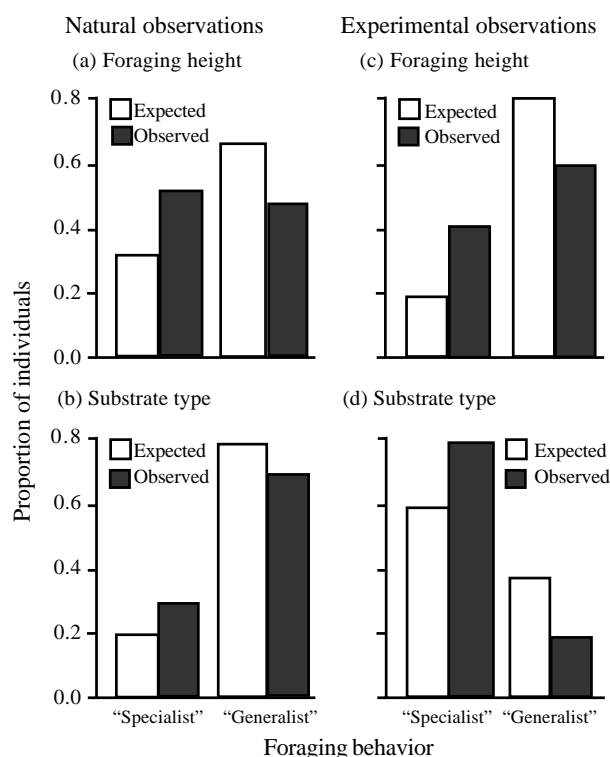 Natural observations
Experimental observations
(a) Foraging height
(c) Foraging height
0.8
Expected
Observed
Expected
Observed
0.6
0.4
0.2
0.0
Proportion of individuals
(b) Substrate type
(d) Substrate type
0.8
Expected
Observed
Expected
Observed
0.6
0.4
0.2
0.0
“Specialist” “Generalist”
“Specialist” “Generalist”
Foraging behavior